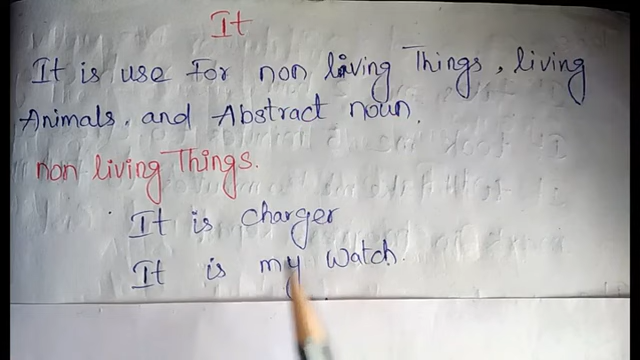 It
It is use For non living Things, living
Animals, and Abstract noun.
non living Things.
It is charger
It is my watch.